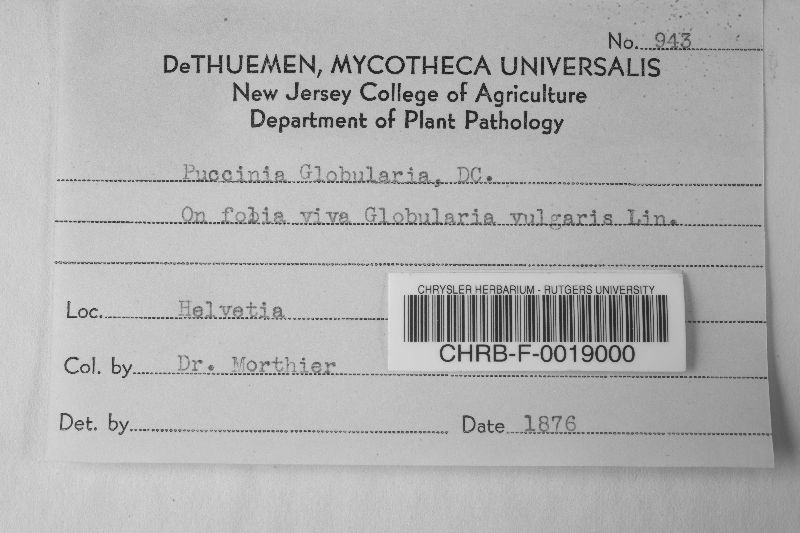 No. 943
DeTHUEMEN, MYCOTHECA UNIVERSALIS
New Jersey College of Agriculture
Department of Plant Pathology
Puccinia Globularia, DC.
On fobia viva Globularia vulgaris Lin.
Loc. Helvetia
CHRYSLER HERBARIUM - RUTGERS UNIVERSITY
CHRB-F-0019000
Col. by Dr. Morthier
Det. by
Date 1876